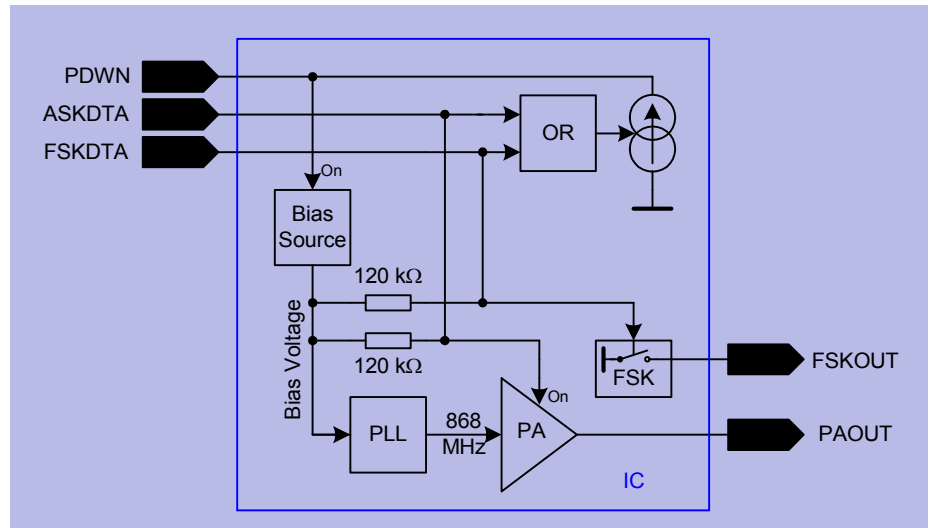 PDWN
ASKDTA
FSKDTA
OR
On
Bias
Source
120 kΩ
120 kΩ
Bias Voltage
FSK
FSKOUT
On
PLL
868
MHz
PA
PAOUT
IC